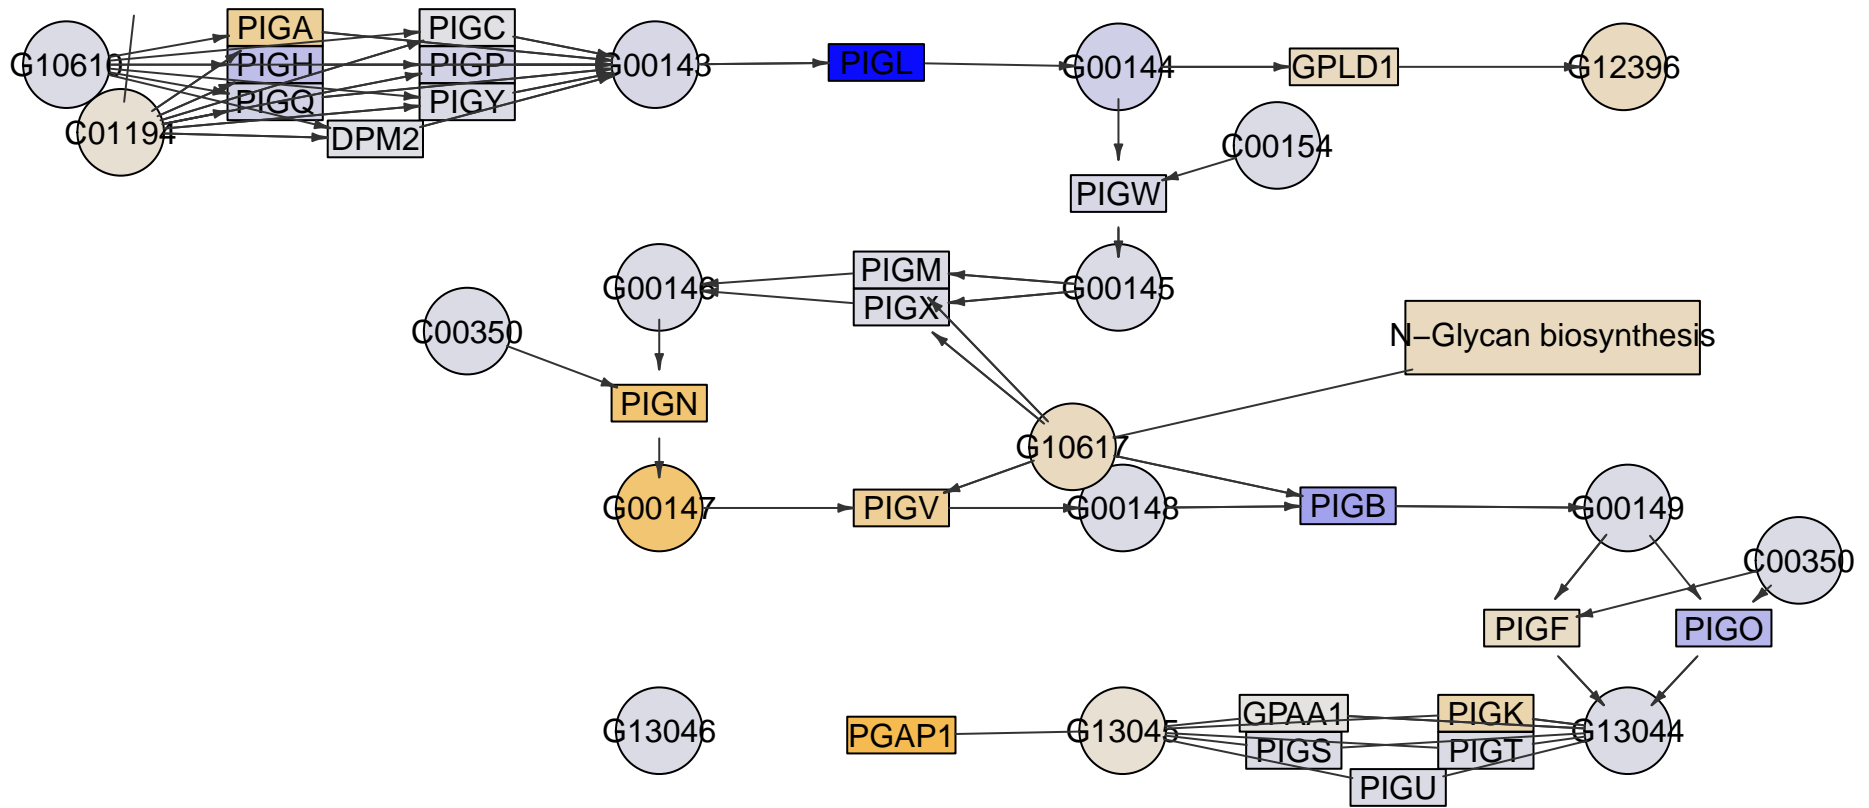 PIGA
PIGC
G10610
PIGH
PIGP
G00143
PIGL
G00144
GPLD1
G12396
PIGQ
PIGY
C01194
DPM2
C00154
PIGW
PIGM
G00146
G00145
PIGX
C00350
N−Glycan biosynthesis
PIGN
G10617
G00147
PIGV
G00148
PIGB
G00149
C00350
PIGF
PIGO
GPAA1
PIGK
G13046
PGAP1
G13045
G13044
PIGS
PIGT
PIGU